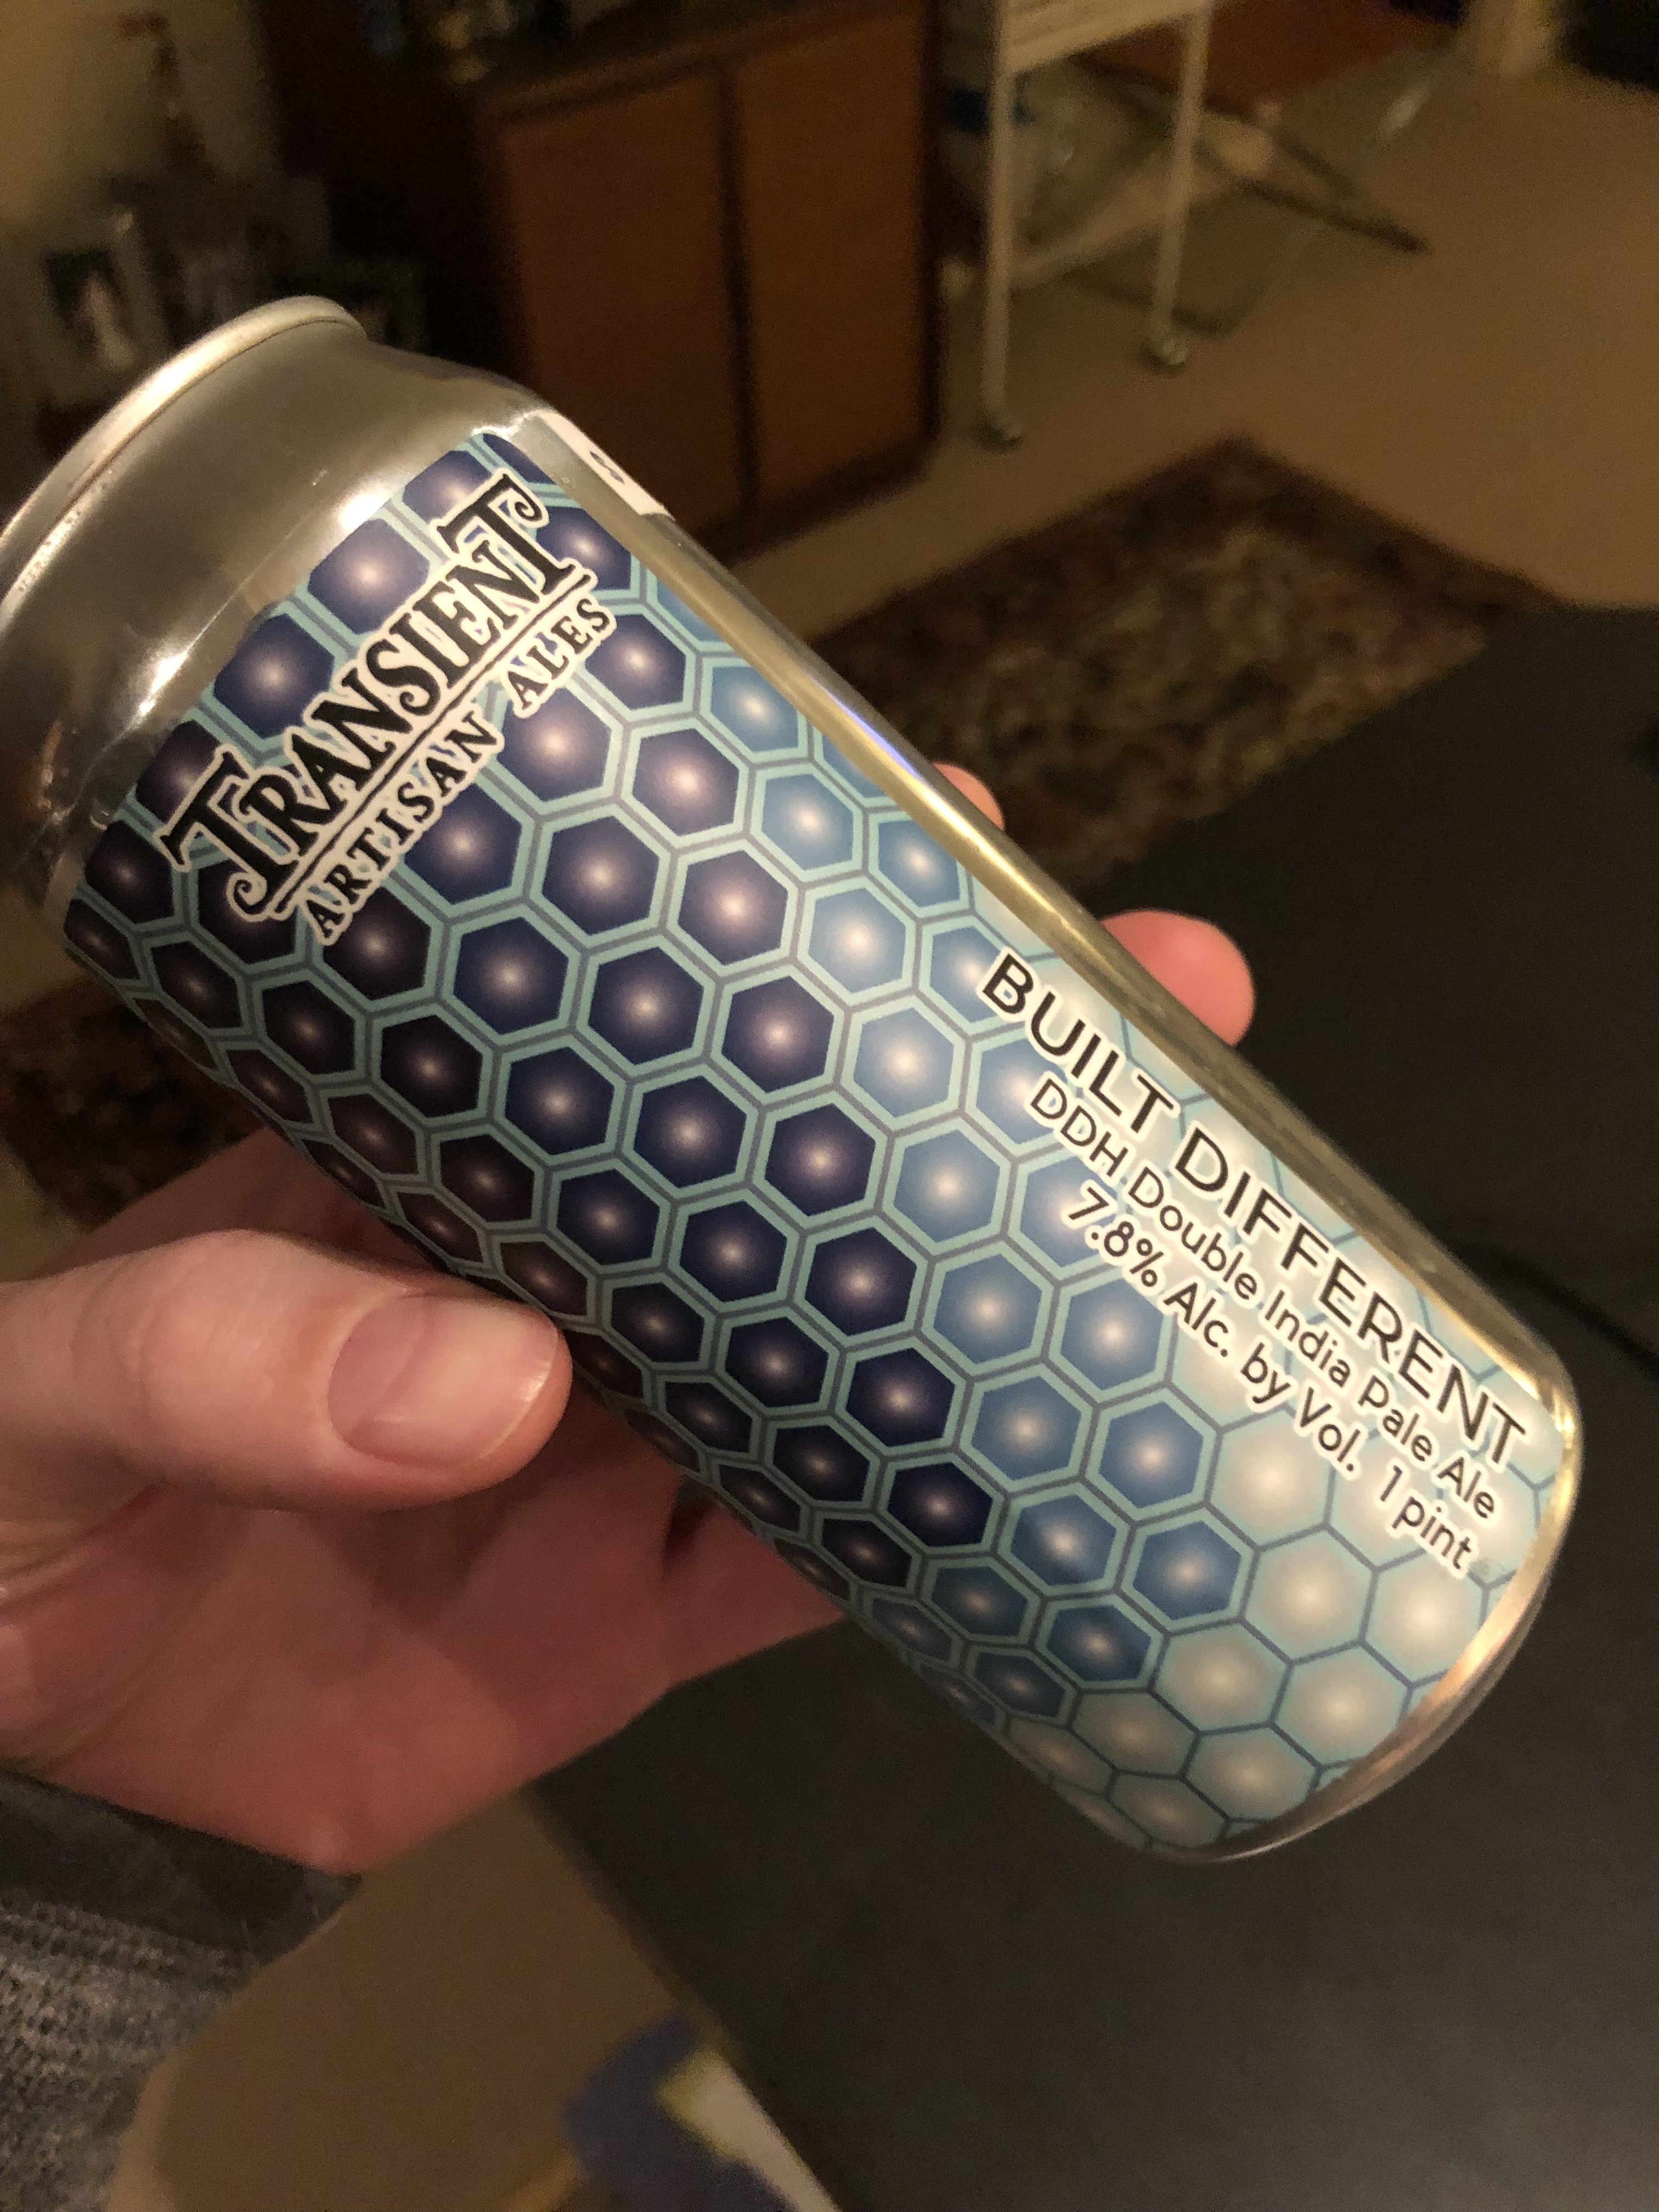 TRANSIENT
ARTISAN ALES
BUILT DIFFERENT
DDH Double India Pale Ale
7.8% Alc. by Vol. 1 pint